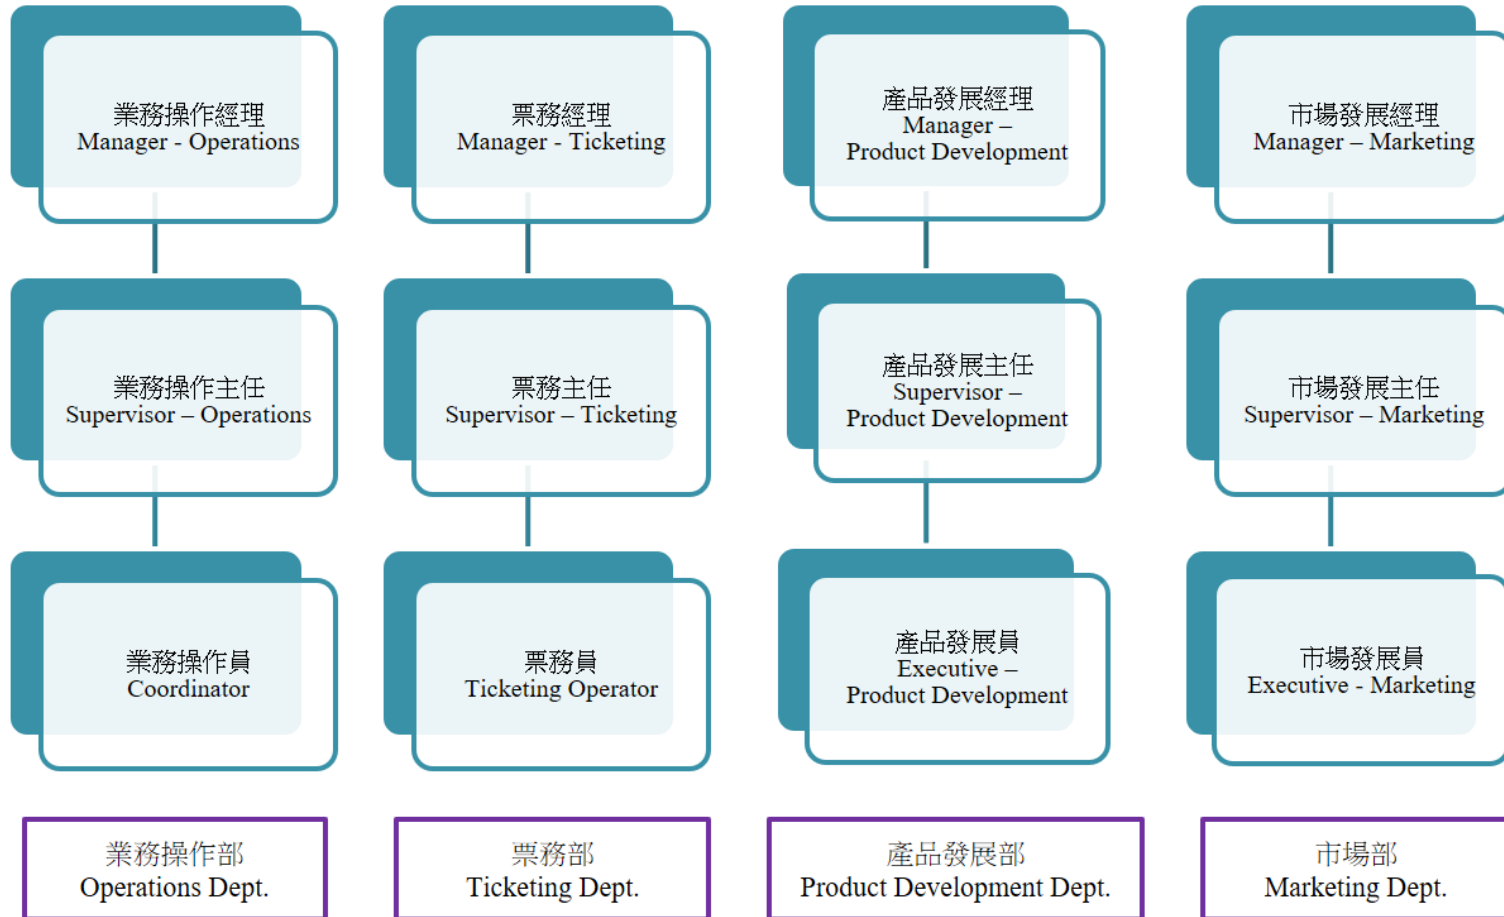 業務操作經理
Manager - Operations
票務經理
Manager - Ticketing
產品發展經理
Manager –
Product Development
市場發展經理
Manager – Marketing
業務操作主任
Supervisor – Operations
票務主任
Supervisor – Ticketing
產品發展主任
Supervisor –
Product Development
市場發展主任
Supervisor – Marketing
業務操作員
Coordinator
票務員
Ticketing Operator
產品發展員
Executive –
Product Development
市場發展員
Executive - Marketing
業務操作部
Operations Dept.
票務部
Ticketing Dept.
產品發展部
Product Development Dept.
市場部
Marketing Dept.